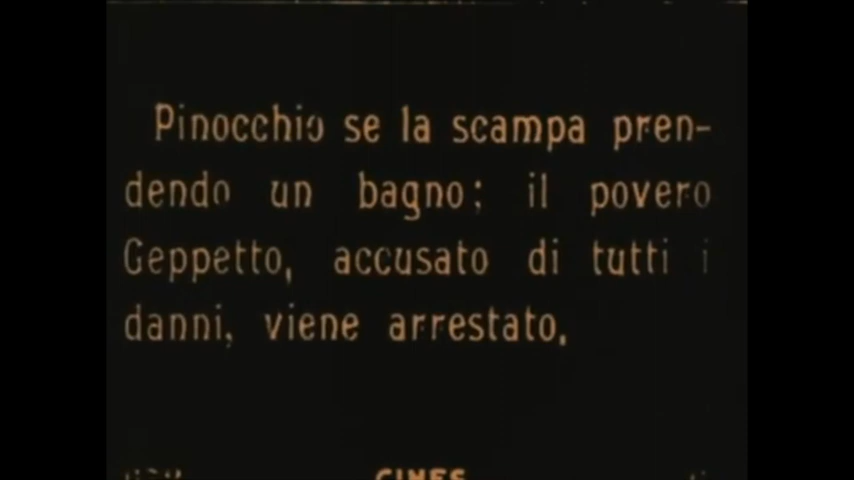 Pinocchio se la scampa pren-
dendo un bagno; il povero
Geppetto, accusato di tutti i
danni, viene arrestato.
CINES